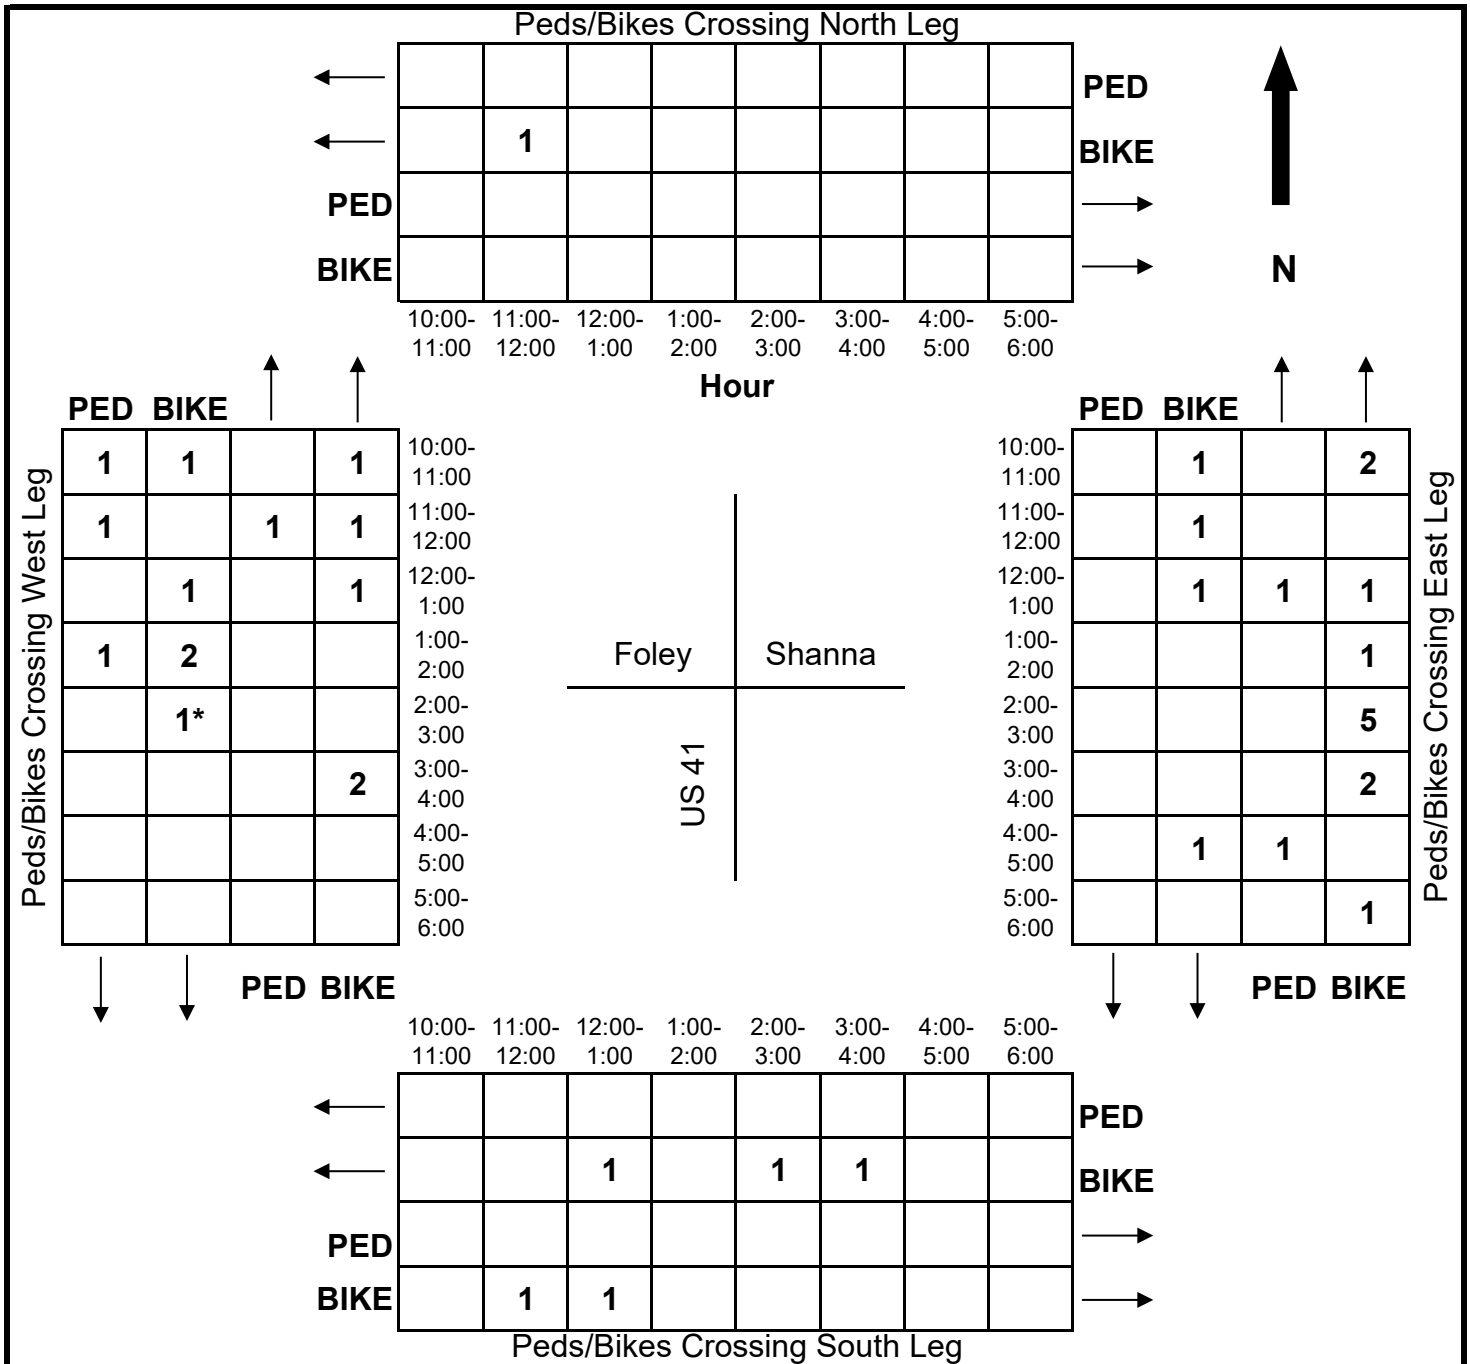 Peds/Bikes Crossing North Leg
PED
1
BIKE
PED
BIKE
N
10:00- 11:00- 12:00- 1:00- 2:00- 3:00- 4:00- 5:00-
11:00 12:00 1:00 2:00 3:00 4:00 5:00 6:00
Hour
PED BIKE
Peds/Bikes Crossing West Leg
1 1 1
10:00-
11:00
1 1 1
11:00-
12:00
1 1
12:00-
1:00
1 2
1:00-
2:00
1*
2:00-
3:00
2
3:00-
4:00
4:00-
5:00
5:00-
6:00
PED BIKE
Foley Shanna
US 41
PED BIKE
10:00-
11:00
1 2
11:00-
12:00
1
12:00-
1:00
1 1 1
1:00-
2:00
1
2:00-
3:00
5
3:00-
4:00
2
4:00-
5:00
1 1
5:00-
6:00
1
Peds/Bikes Crossing East Leg
PED BIKE
10:00- 11:00- 12:00- 1:00- 2:00- 3:00- 4:00- 5:00-
11:00 12:00 1:00 2:00 3:00 4:00 5:00 6:00
PED
1 1 1
BIKE
PED
BIKE
1 1
Peds/Bikes Crossing South Leg